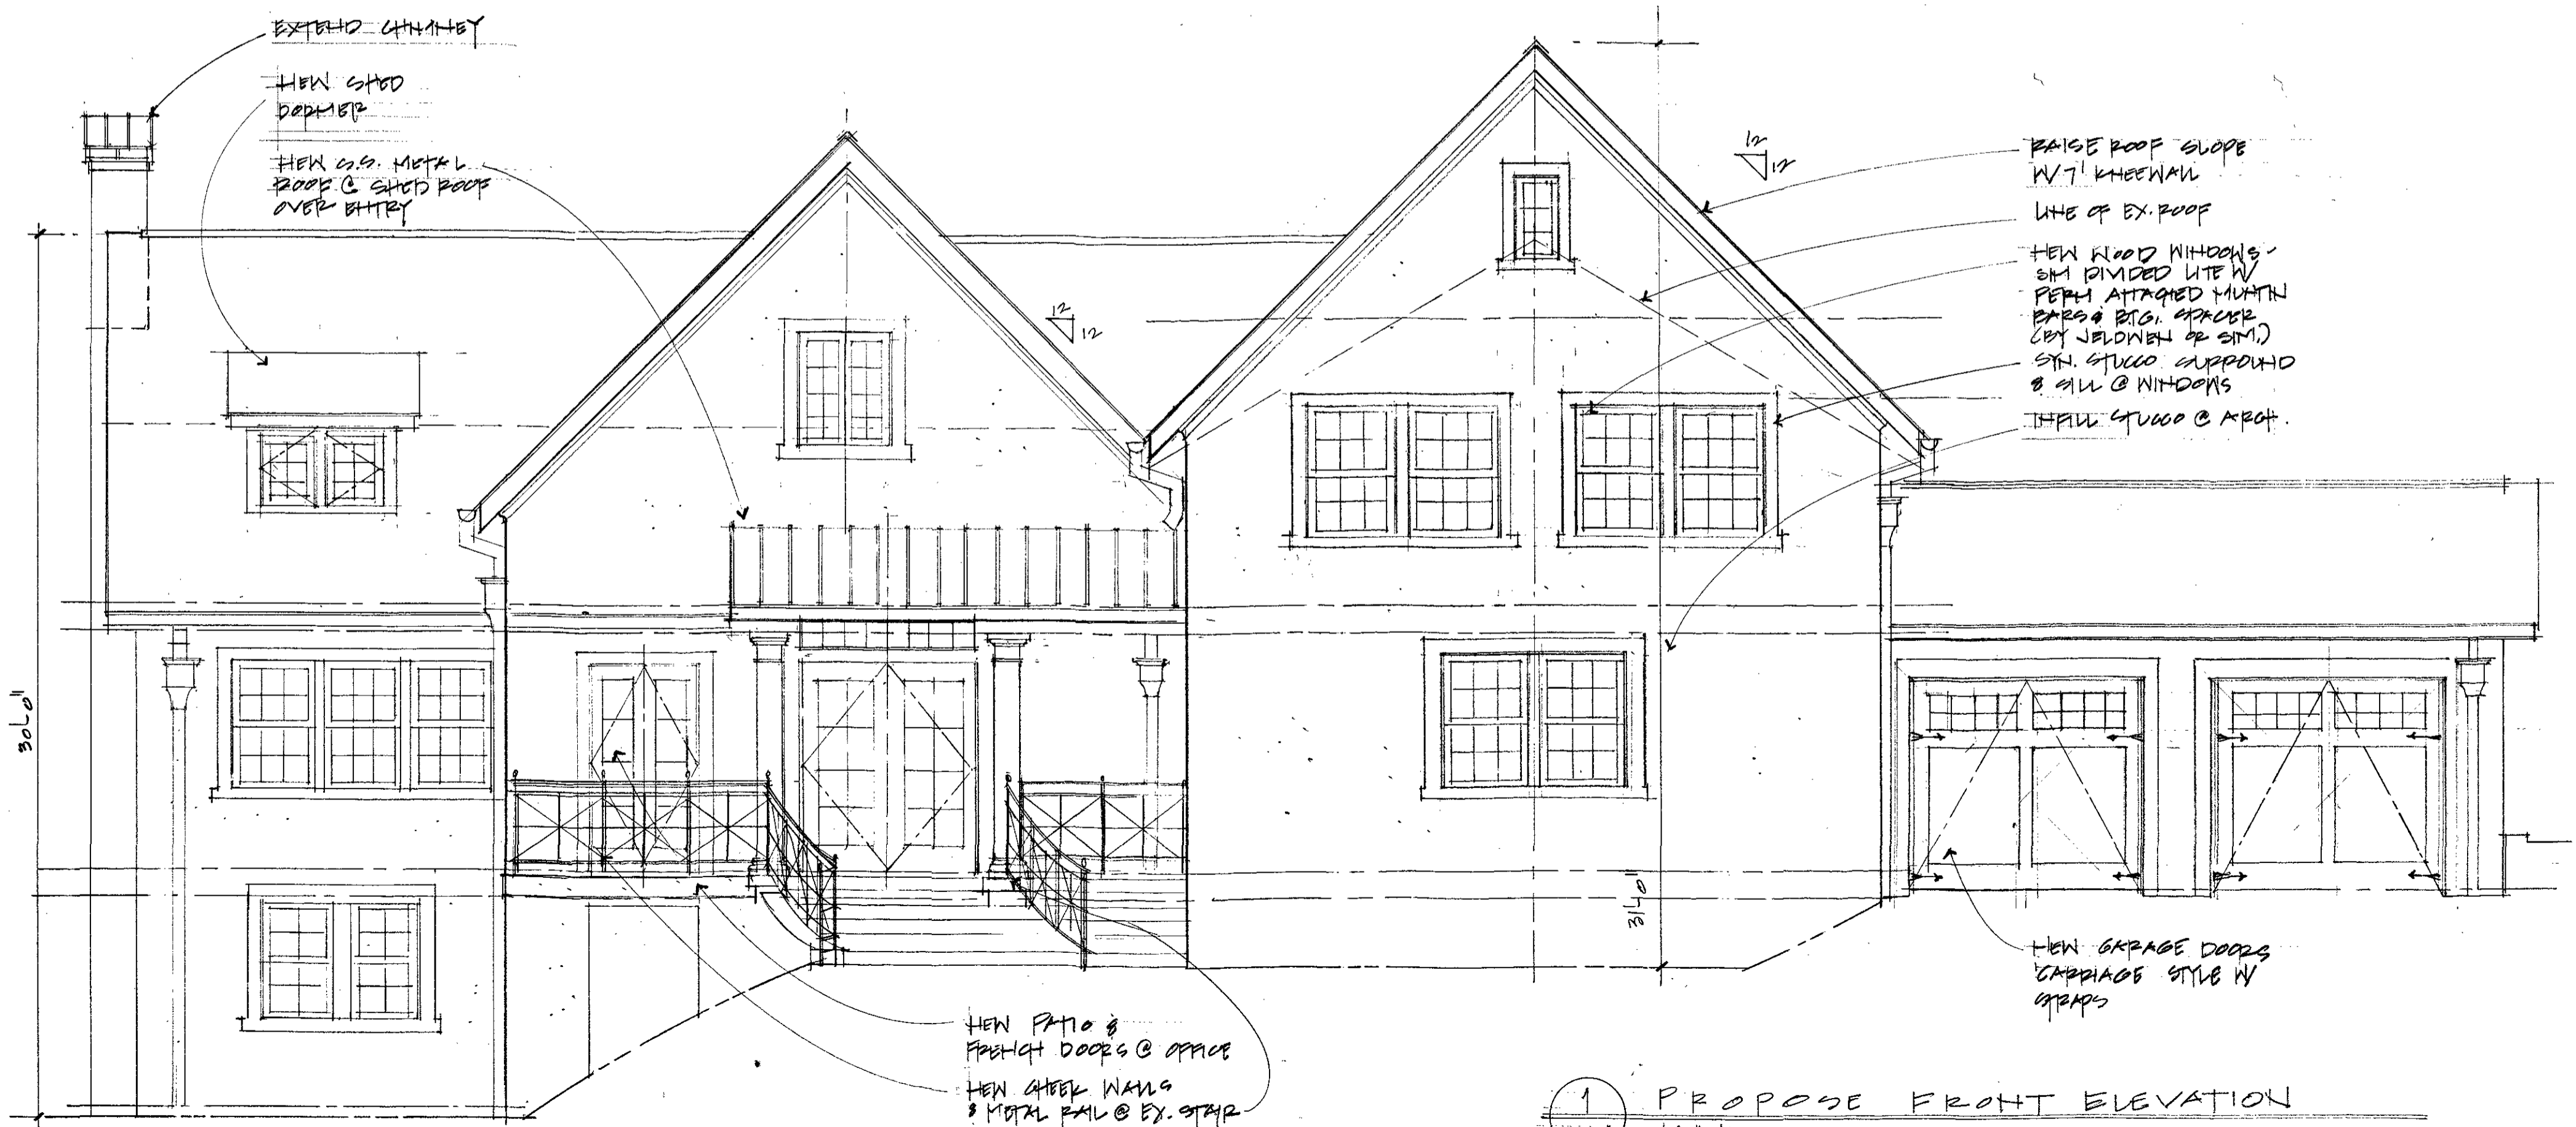 EXTEND CHIMNEY
NEW SHED
DORMER
NEW S.S. METAL
ROOF @ SHED ROOF
OVER ENTRY
12
12
12
12
RAISE ROOF SLOPE
W/ 7' KNEEWALL
LINE OF EX. ROOF
NEW WOOD WINDOWS -
SIM DIVIDED LITE W/
PERM ATTACHED MUNTIN
BARS & BTG. SPACER
(BY JELDWEN OR SIM.)
SYN. STUCCO SURROUND
& SILL @ WINDOWS
INFILL STUCCO @ ARCH.
30'-0"
31'-0"
NEW GARAGE DOORS
CARRIAGE STYLE W/
STRAPS
NEW PATIO &
FRENCH DOORS @ OFFICE
NEW CHEEK WALLS
& METAL RAIL @ EX. STAIR
1 PROPOSE FRONT ELEVATION